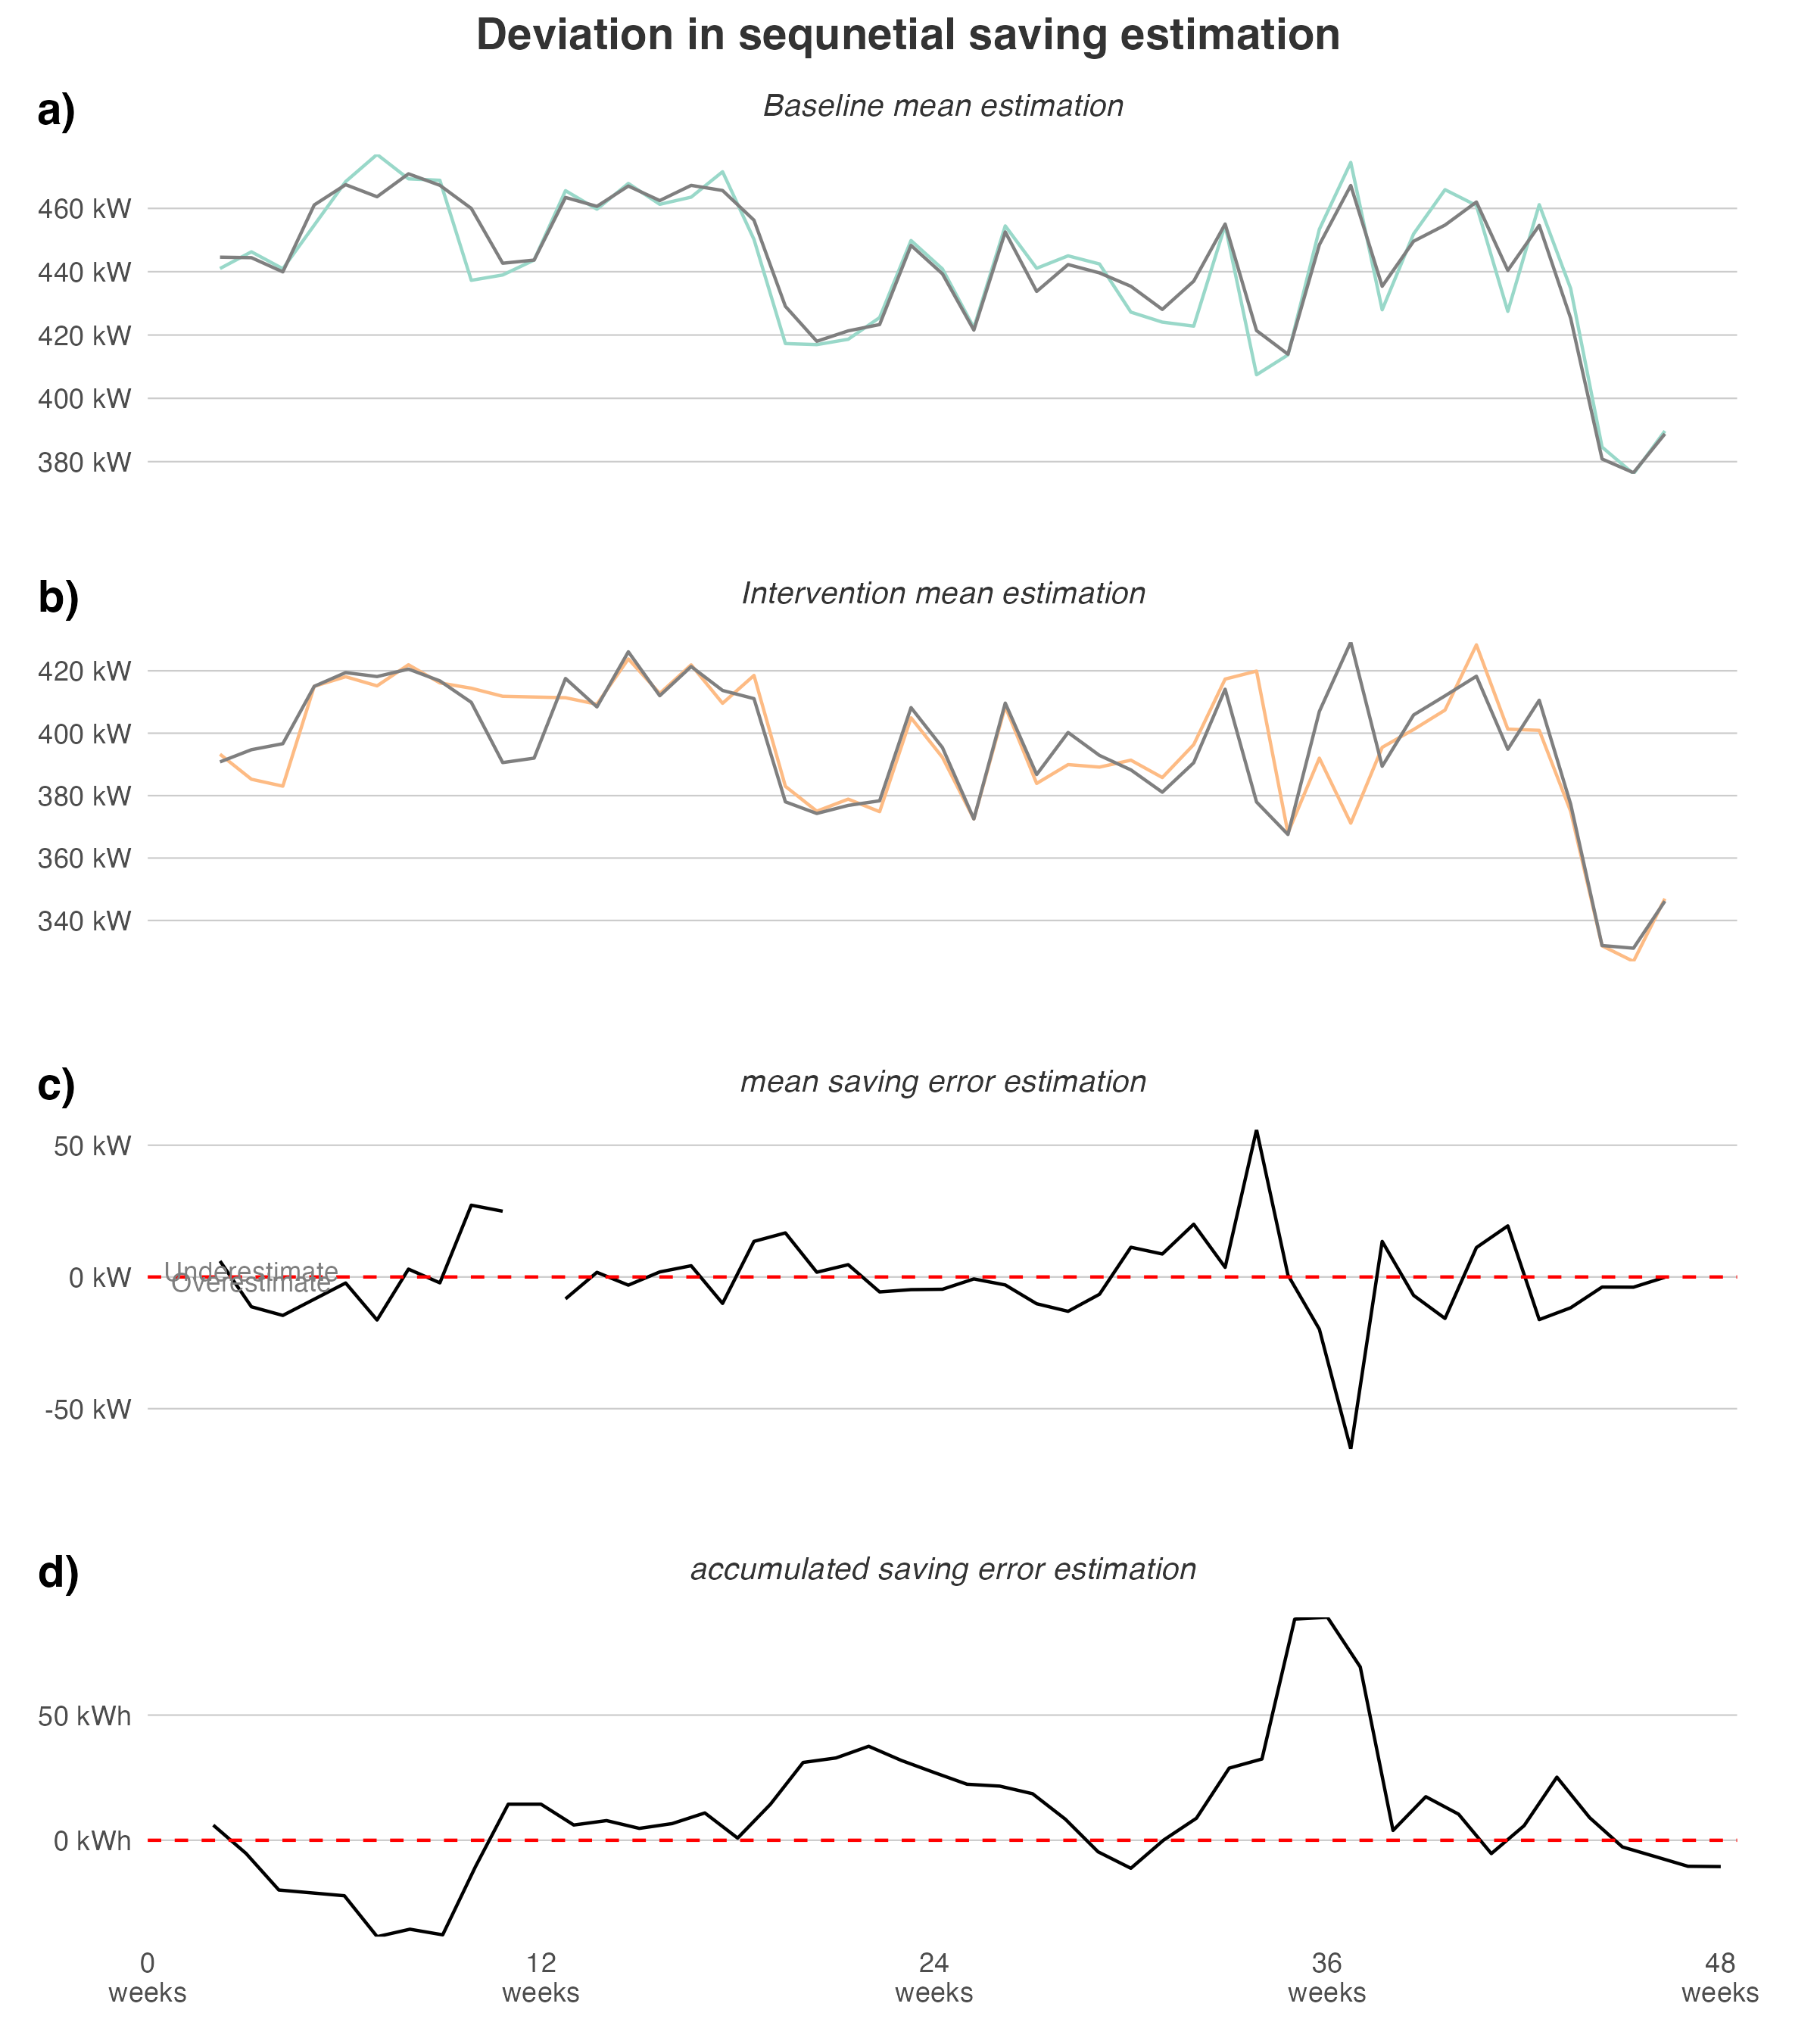 Deviation in sequnetial saving estimation
a)
Baseline mean estimation
460 kW
440 kW
420 kW
400 kW
380 kW
b)
Intervention mean estimation
420 kW
400 kW
380 kW
360 kW
340 kW
c)
mean saving error estimation
50 kW
Underestimate
0 kW
Overestimate
-50 kW
d)
accumulated saving error estimation
50 kWh
0 kWh
0 12 24 36 48
weeks weeks weeks weeks weeks